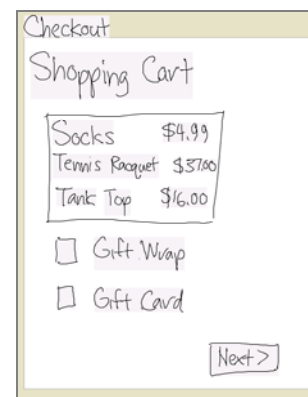 Checkout
Shopping Cart
Socks $4.99
Tennis Racquet $37.00
Tank Top $16.00
Gift Wrap
Gift Card
Next >